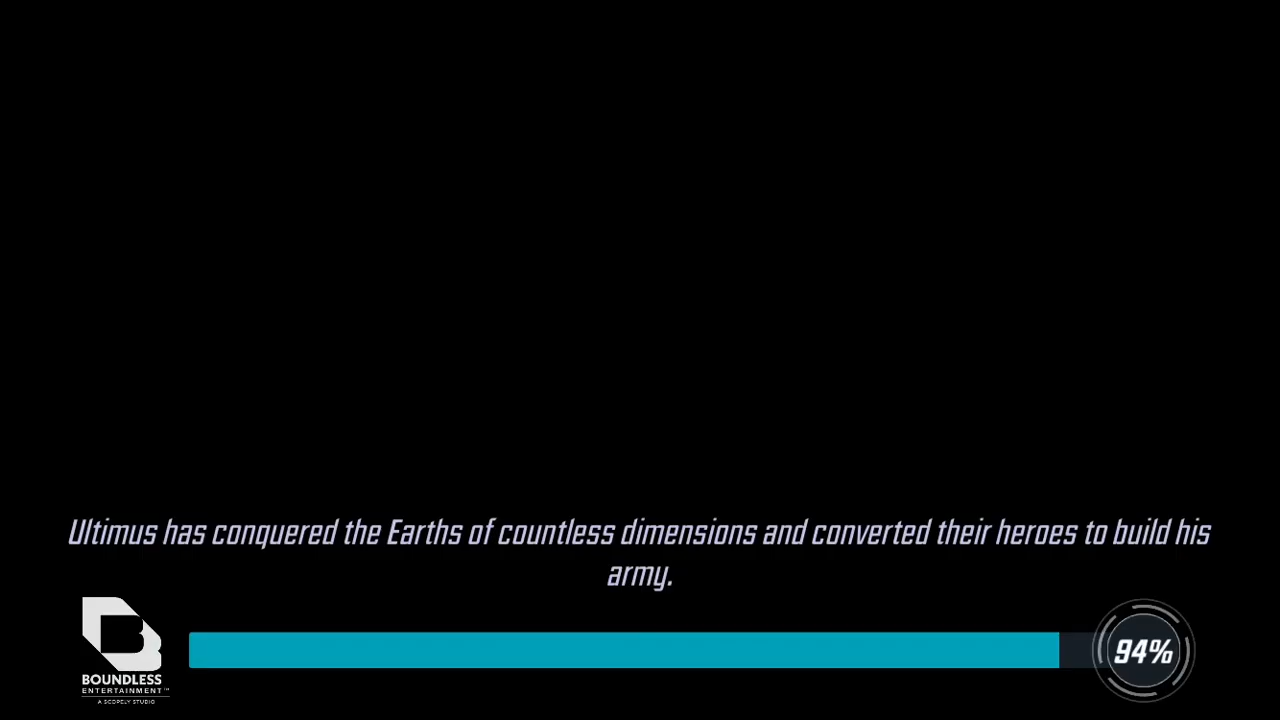 Ultimus has conquered the Earths of countless dimensions and converted their heroes to build his
army.
94%
BOUNDLESS
ENTERTAINMENT™
A SCOPELY STUDIO